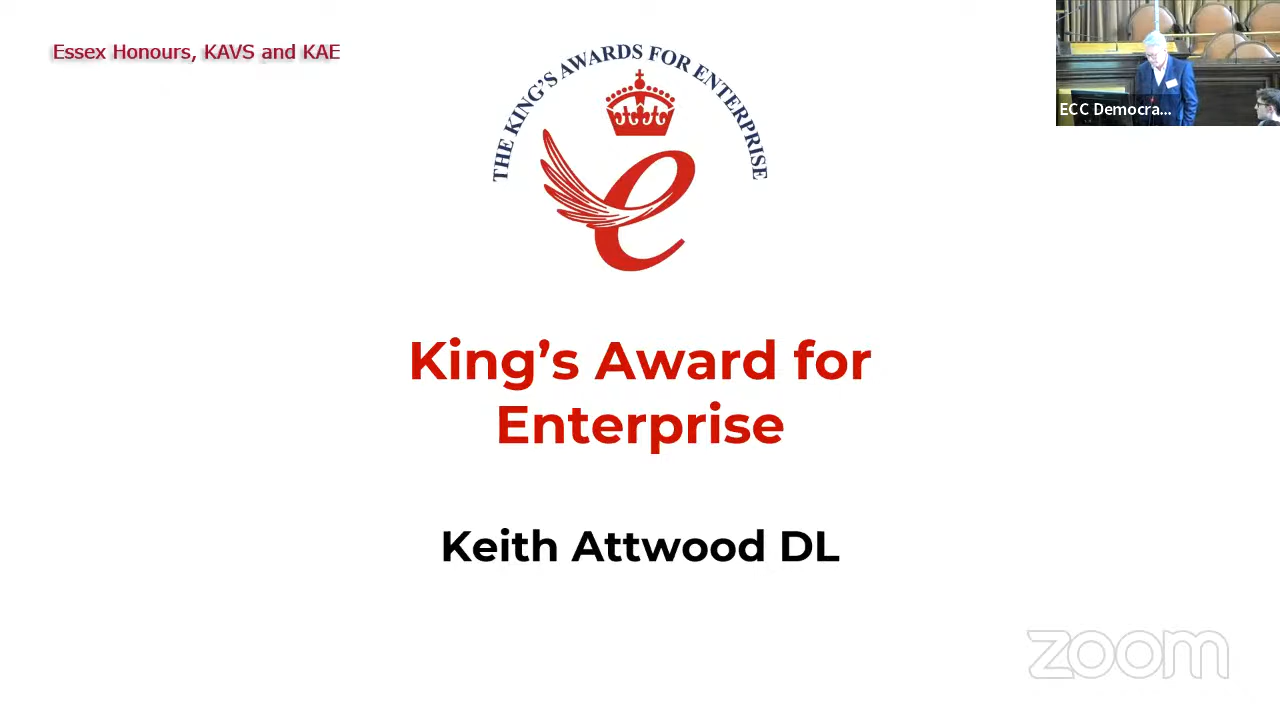 Essex Honours, KAVS and KAE
THE KING'S AWARDS FOR ENTERPRISE
ECC Democra...
e
King's Award for
Enterprise
Keith Attwood DL
zoom